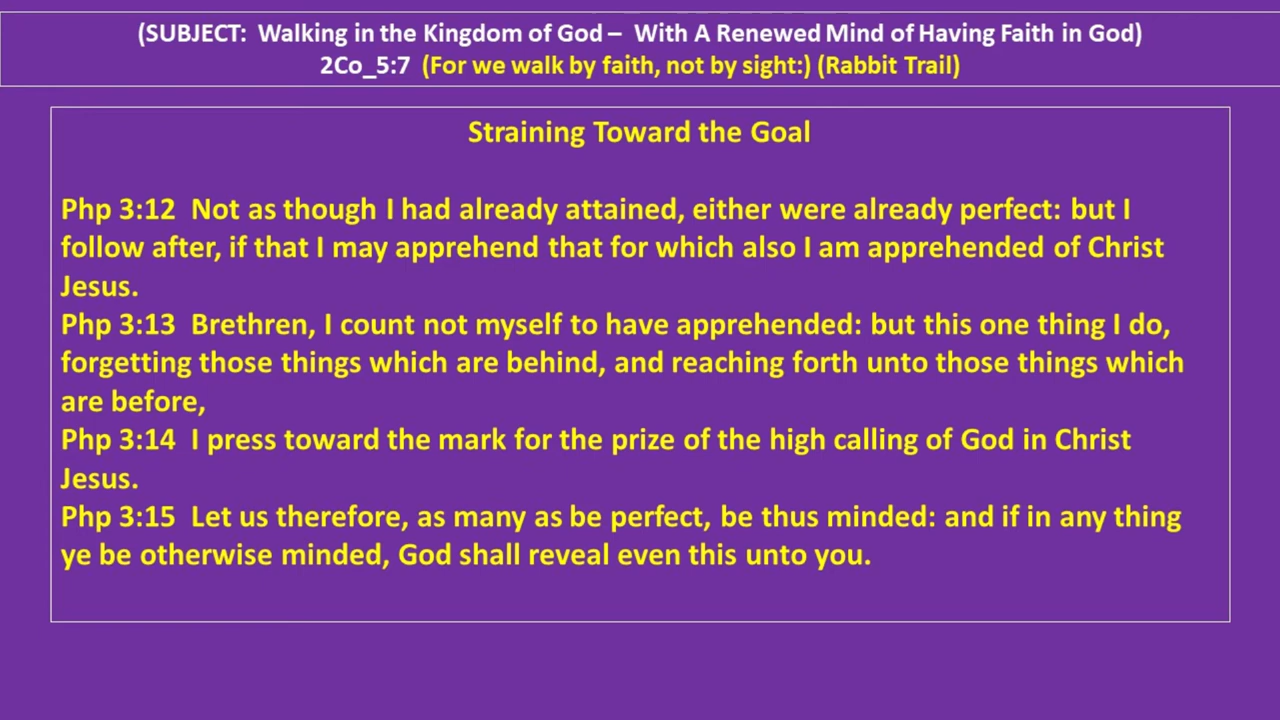 (SUBJECT:  Walking in the Kingdom of God –  With A Renewed Mind of Having Faith in God)
2Co_5:7  (For we walk by faith, not by sight:) (Rabbit Trail)
Straining Toward the Goal
Php 3:12  Not as though I had already attained, either were already perfect: but I
follow after, if that I may apprehend that for which also I am apprehended of Christ
Jesus.
Php 3:13  Brethren, I count not myself to have apprehended: but this one thing I do,
forgetting those things which are behind, and reaching forth unto those things which
are before,
Php 3:14  I press toward the mark for the prize of the high calling of God in Christ
Jesus.
Php 3:15  Let us therefore, as many as be perfect, be thus minded: and if in any thing
ye be otherwise minded, God shall reveal even this unto you.